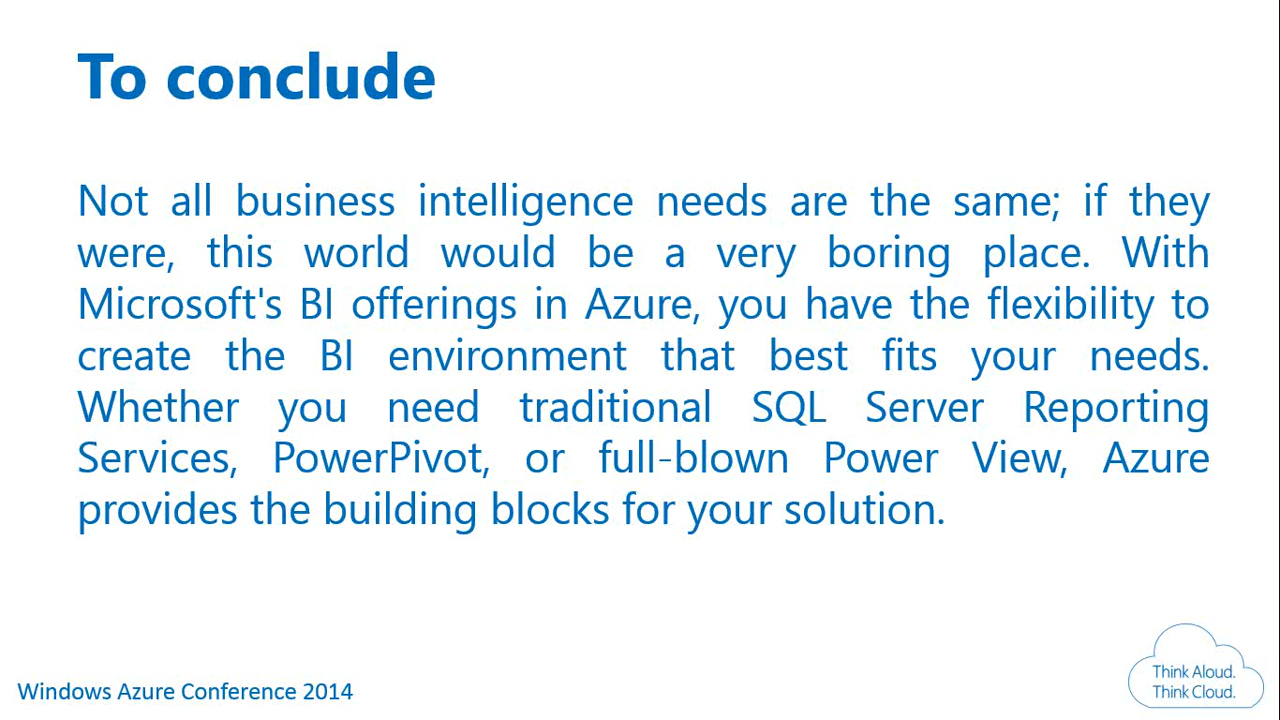 To conclude
Not all business intelligence needs are the same; if they
were, this world would be a very boring place. With
Microsoft's BI offerings in Azure, you have the flexibility to
create the BI environment that best fits your needs.
Whether you need traditional SQL Server Reporting
Services, PowerPivot, or full-blown Power View, Azure
provides the building blocks for your solution.
Windows Azure Conference 2014
Think Aloud.
Think Cloud.